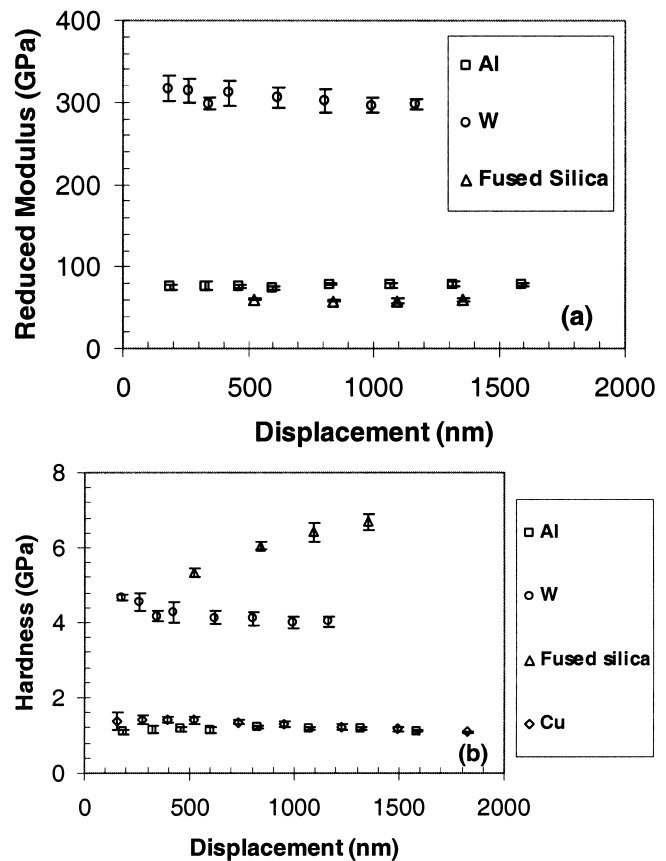 400
300
200
100
0
Reduced Modulus (GPa)
Al
W
Fused Silica
(a)
0 500 1000 1500 2000
Displacement (nm)
8
6
4
2
0
Hardness (GPa)
Al
W
Fused silica
Cu
(b)
0 500 1000 1500 2000
Displacement (nm)